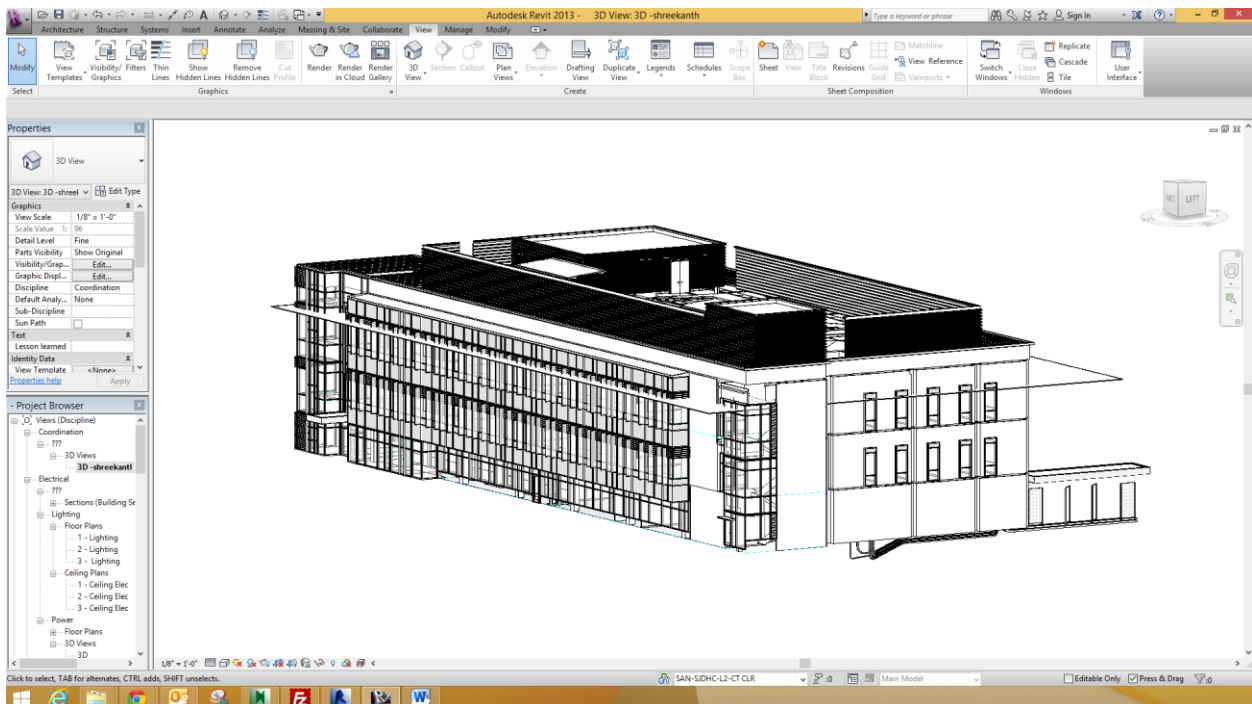 Autodesk Revit 2013 -    3D View: 3D -shreekanth
Type a keyword or phrase
Sign In
Architecture Structure Systems Insert Annotate Analyze Massing & Site Collaborate View Manage Modify
Modify
View Templates
Visibility/ Graphics
Filters
Thin Lines
Show Hidden Lines
Remove Hidden Lines
Cut Profile
Render
Render in Cloud
Render Gallery
3D View
Section
Callout
Plan Views
Elevation
Drafting View
Duplicate View
Legends
Schedules
Scope Box
Sheet
View
Title Block
Revisions
Guide Grid
Matchline
View Reference
Viewports
Switch Windows
Close Hidden
Replicate
Cascade
Tile
User Interface
Select
Graphics
Create
Sheet Composition
Windows
Properties
3D View
3D View: 3D -shreel
Edit Type
Graphics
View Scale 1/8" = 1'-0"
Scale Value 1: 96
Detail Level Fine
Parts Visibility Show Original
Visibility/Grap... Edit...
Graphic Displ... Edit...
Discipline Coordination
Default Analy... None
Sub-Discipline
Sun Path
Text
Lesson learned
Identity Data
View Template <None>
Properties help
Apply
LEFT
- Project Browser
Views (Discipline)
Coordination
???
3D Views
3D -shreekantl
Electrical
???
Sections (Building Se
Lighting
Floor Plans
1 - Lighting
2 - Lighting
3 - Lighting
Ceiling Plans
1 - Ceiling Elec
2 - Ceiling Elec
3 - Ceiling Elec
Power
Floor Plans
3D Views
3D
1/8" = 1'-0"
Click to select, TAB for alternates, CTRL adds, SHIFT unselects.
SAN-SJDHC-L2-CT CLR
:0
Main Model
Editable Only
Press & Drag
:0